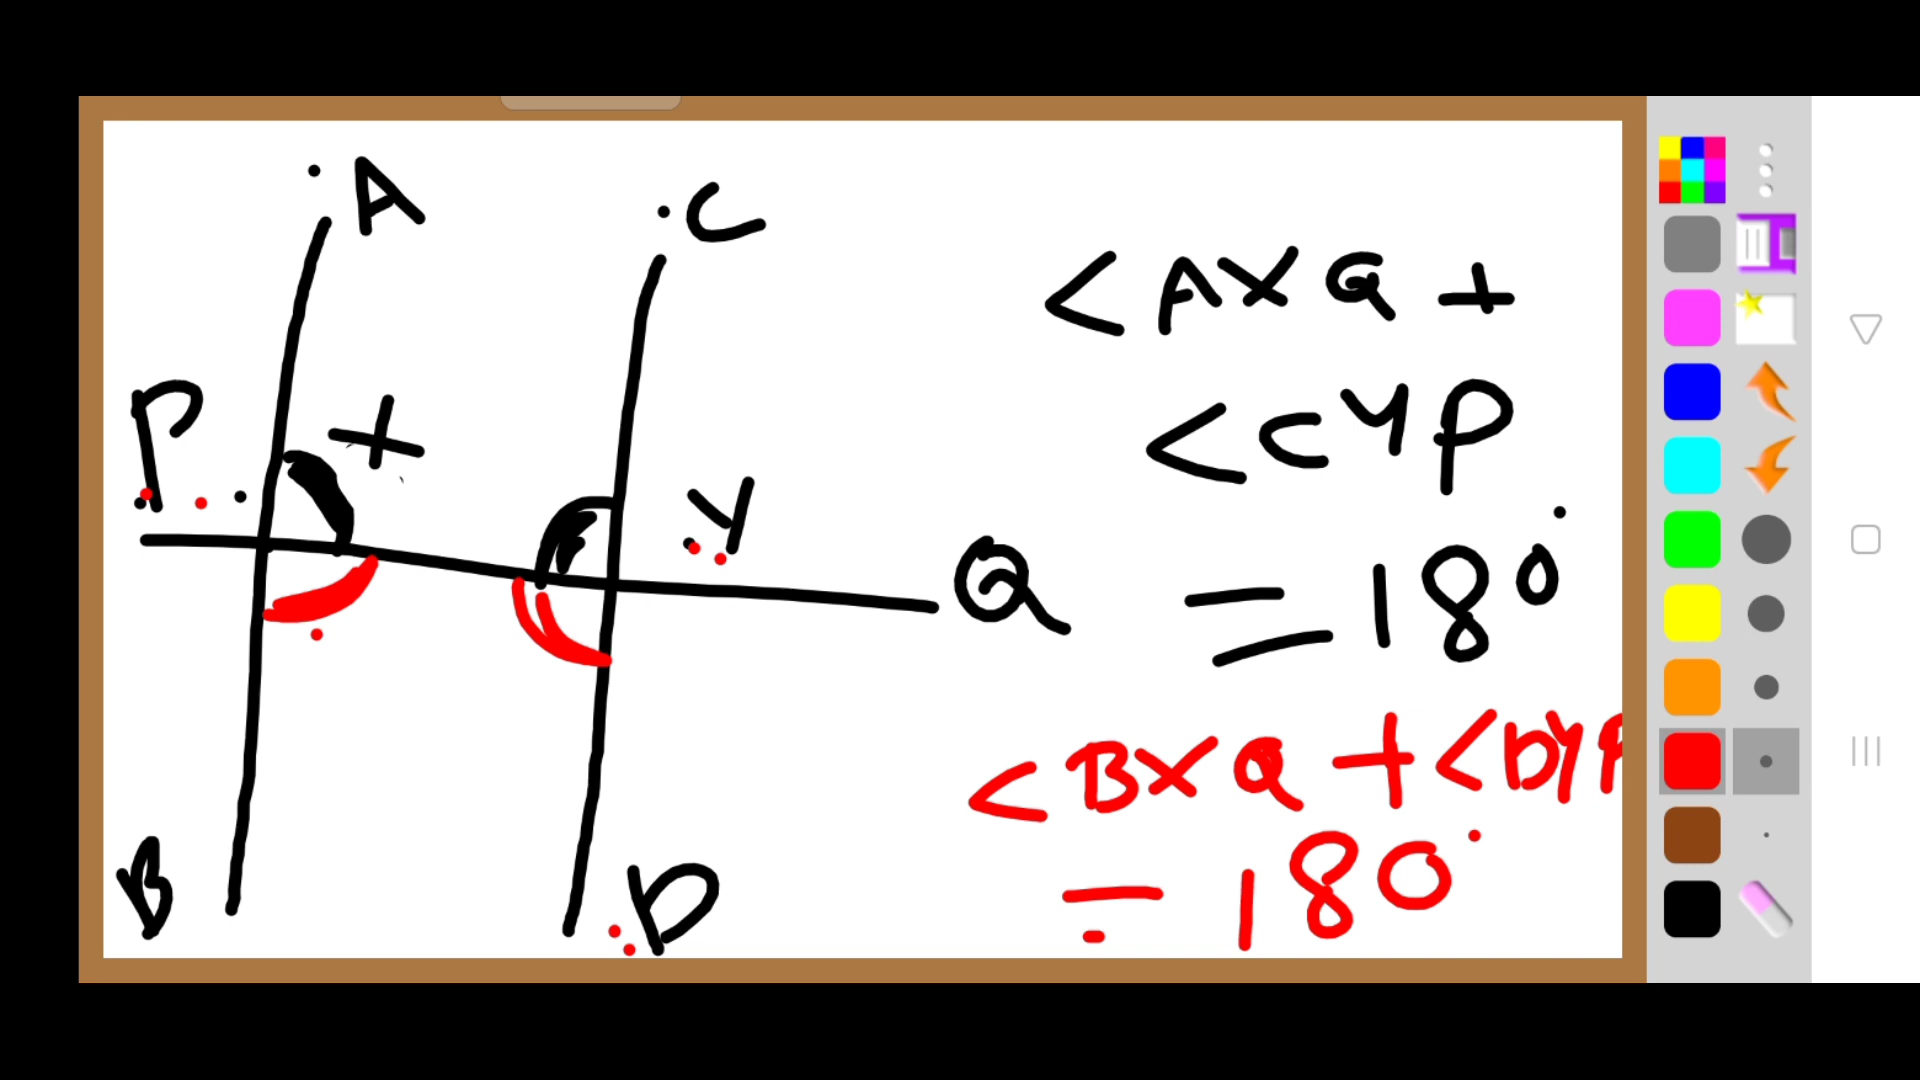 A
C
<AXQ +
P
X
<CYP
Y
Q
= 180°
<BXQ + <DYP
B
D
= 180°